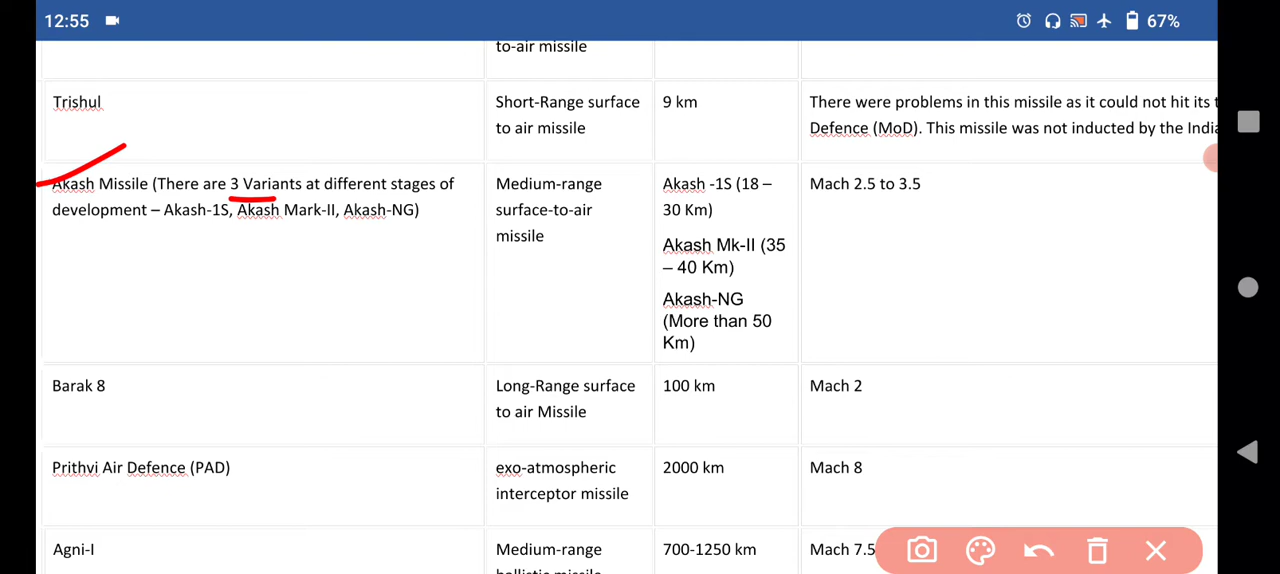 12:55
67%
to-air missile
Trishul
Short-Range surface
to air missile
9 km
There were problems in this missile as it could not hit its t
Defence (MoD). This missile was not inducted by the India
Akash Missile (There are 3 Variants at different stages of
development – Akash-1S, Akash Mark-II, Akash-NG)
Medium-range
surface-to-air
missile
Akash -1S (18 –
30 Km)
Akash Mk-II (35
– 40 Km)
Akash-NG
(More than 50
Km)
Mach 2.5 to 3.5
Barak 8
Long-Range surface
to air Missile
100 km
Mach 2
Prithvi Air Defence (PAD)
exo-atmospheric
interceptor missile
2000 km
Mach 8
Agni-I
Medium-range
ballistic missile
700-1250 km
Mach 7.5